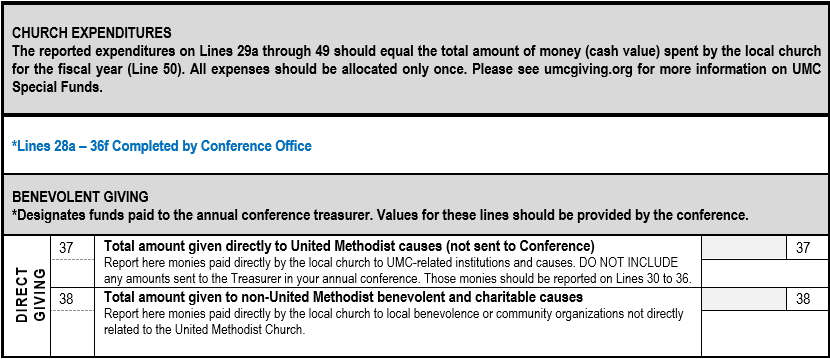 CHURCH EXPENDITURES
The reported expenditures on Lines 29a through 49 should equal the total amount of money (cash value) spent by the local church
for the fiscal year (Line 50). All expenses should be allocated only once. Please see umcgiving.org for more information on UMC
Special Funds.
*Lines 28a – 36f Completed by Conference Office
BENEVOLENT GIVING
*Designates funds paid to the annual conference treasurer. Values for these lines should be provided by the conference.
DIRECT
GIVING
37 Total amount given directly to United Methodist causes (not sent to Conference) 37
Report here monies paid directly by the local church to UMC-related institutions and causes. DO NOT INCLUDE
any amounts sent to the Treasurer in your annual conference. Those monies should be reported on Lines 30 to 36.
38 Total amount given to non-United Methodist benevolent and charitable causes 38
Report here monies paid directly by the local church to local benevolence or community organizations not directly
related to the United Methodist Church.